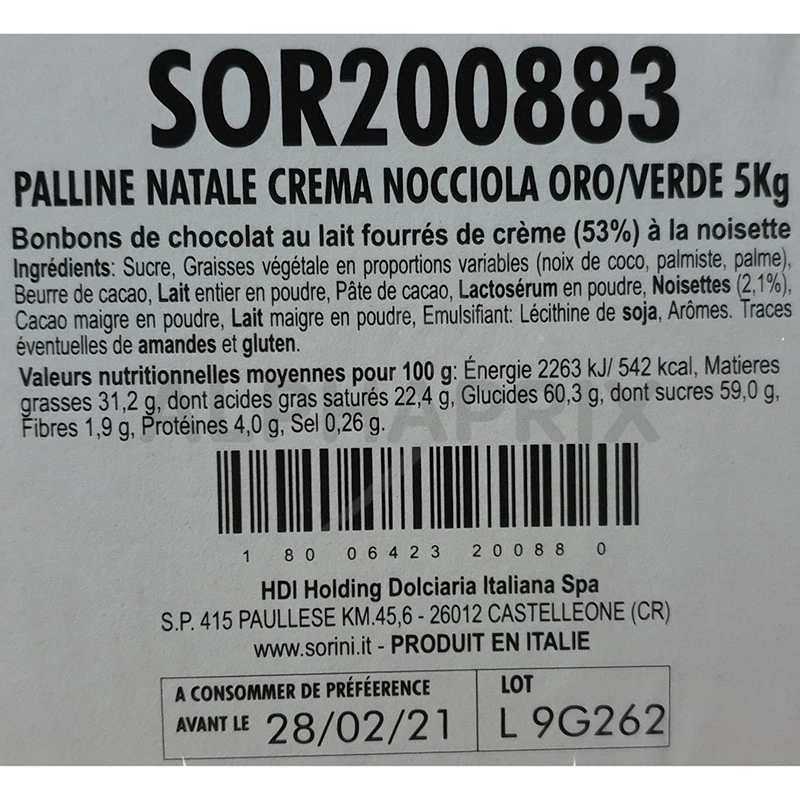 SOR200883
PALLINE NATALE CREMA NOCCIOLA ORO/VERDE 5Kg
Bonbons de chocolat au lait fourrés de crème (53%) à la noisette
Ingrédients: Sucre, Graisses végétale en proportions variables (noix de coco, palmiste, palme),
Beurre de cacao, Lait entier en poudre, Pâte de cacao, Lactosérum en poudre, Noisettes (2,1%),
Cacao maigre en poudre, Lait maigre en poudre, Emulsifiant: Lécithine de soja, Arômes. Traces
éventuelles de amandes et gluten.
Valeurs nutritionnelles moyennes pour 100 g: Énergie 2263 kJ/ 542 kcal, Matieres
grasses 31,2 g, dont acides gras saturés 22,4 g, Glucides 60,3 g, dont sucres 59,0 g,
Fibres 1,9 g, Protéines 4,0 g, Sel 0,26 g.
1 80 06423 20088 0
HDI Holding Dolciaria Italiana Spa
S.P. 415 PAULLESE KM.45,6 - 26012 CASTELLEONE (CR)
www.sorini.it - PRODUIT EN ITALIE
A CONSOMMER DE PRÉFÉERENCE
AVANT LE 28/02/21
LOT
L 9G262